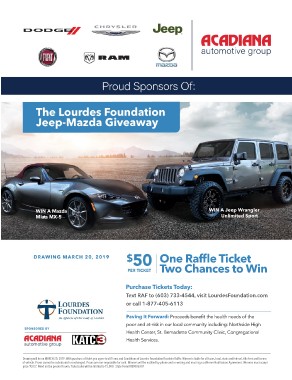 DODGE
CHRYSLER
Jeep
FIAT
RAM
mazda
ACADIANA
automotive group
Proud Sponsors Of:
The Lourdes Foundation
Jeep-Mazda Giveaway
WIN A Mazda
Miata MX-5
WIN A Jeep Wrangler
Unlimited Sport
DRAWING MARCH 20, 2019
$50
PER TICKET
One Raffle Ticket
Two Chances to Win
Purchase Tickets Today:
Text RAF to (603) 732-4544, visit LourdesFoundation.com
or call 1-877-405-6113
LOURDES
FOUNDATION
Paying it Forward: Proceeds benefit the health needs of the
poor and at risk in our local community including: Northside High
Health Center, St. Bernadette Community Clinic, Congregational
Health Services.
SPONSORED BY
ACADIANA
automotive group
KATC 3